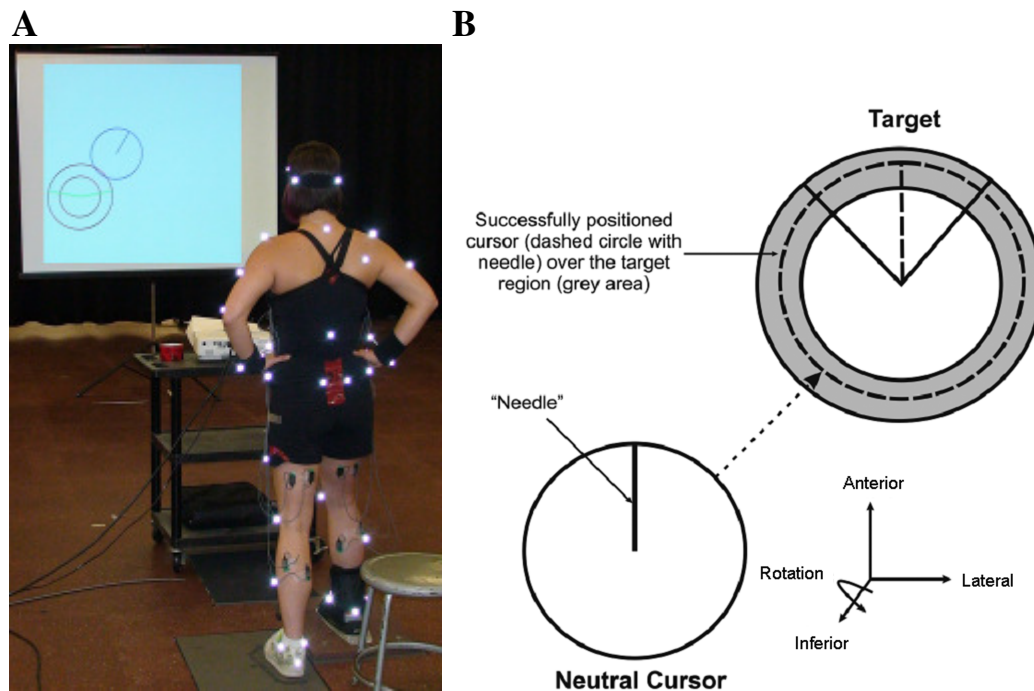 A
B
Target
Successfully positioned
cursor (dashed circle with
needle) over the target
region (grey area)
“Needle”
Anterior
Rotation
Lateral
Inferior
Neutral Cursor